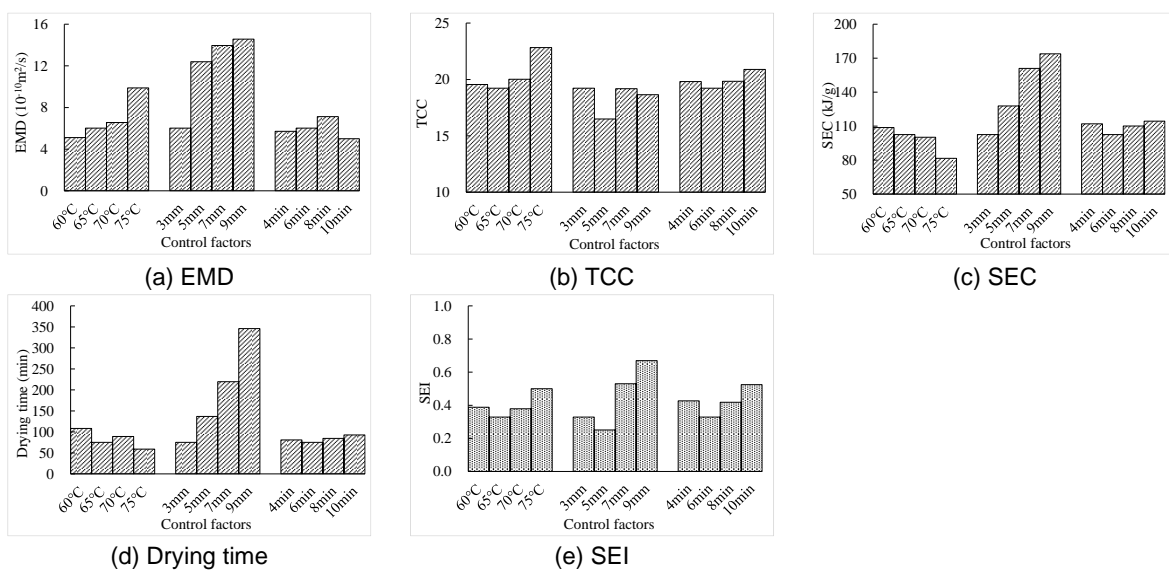 16
12
8
4
0
EMD (10⁻¹⁰m²/s)
60℃ 65℃ 70℃ 75℃ 3mm 5mm 7mm 9mm 4min 6min 8min 10min
Control factors
(a) EMD
25
20
15
10
TCC
60℃ 65℃ 70℃ 75℃ 3mm 5mm 7mm 9mm 4min 6min 8min 10min
Control factors
(b) TCC
200
170
140
110
80
50
SEC (kJ/g)
60℃ 65℃ 70℃ 75℃ 3mm 5mm 7mm 9mm 4min 6min 8min 10min
Control factors
(c) SEC
400
350
300
250
200
150
100
50
0
Drying time (min)
60℃ 65℃ 70℃ 75℃ 3mm 5mm 7mm 9mm 4min 6min 8min 10min
Control factors
(d) Drying time
1.0
0.8
0.6
0.4
0.2
0.0
SEI
60℃ 65℃ 70℃ 75℃ 3mm 5mm 7mm 9mm 4min 6min 8min 10min
Control factors
(e) SEI